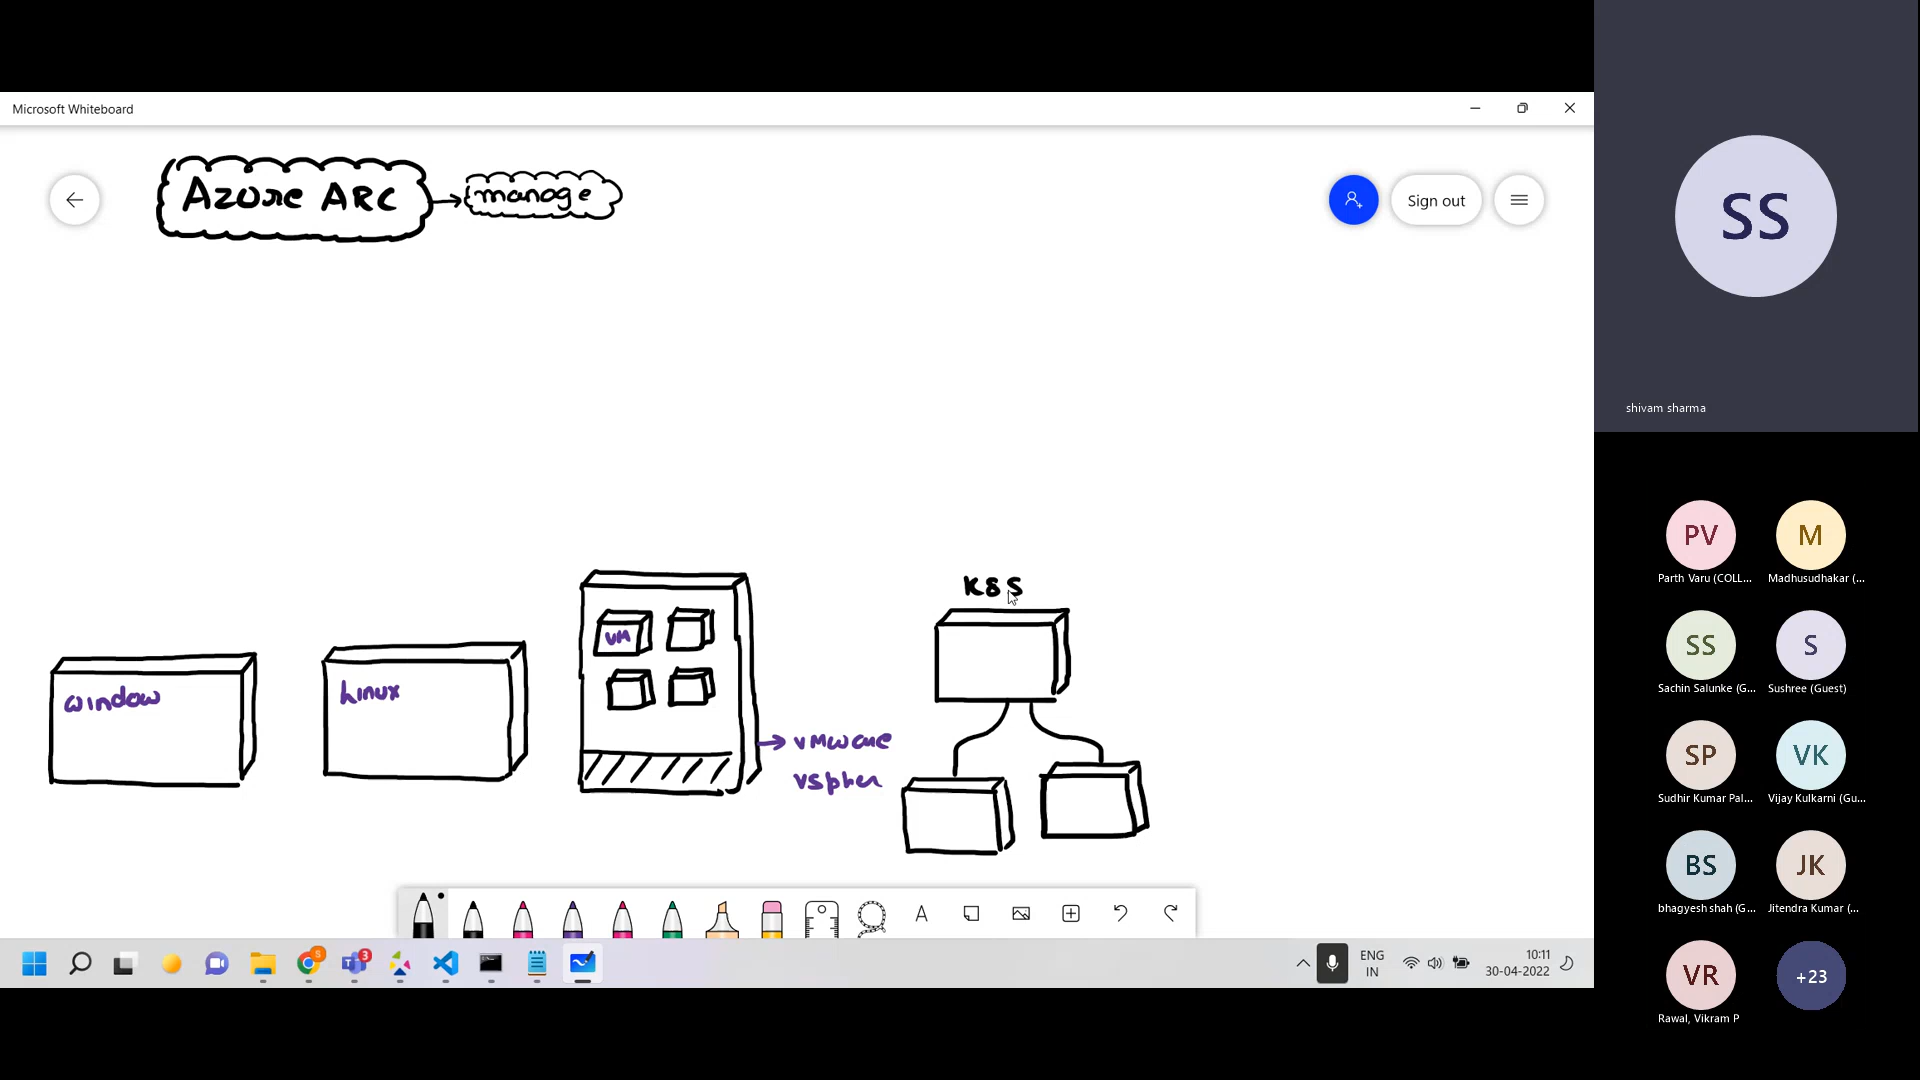 Microsoft Whiteboard
Azure ARC
manage
Sign out
SS
shivam sharma
K8S
VM
window
Linux
VMware
vspher
PV
M
Parth Varu (COLL...
Madhusudhakar (...
SS
S
Sachin Salunke (G...
Sushree (Guest)
SP
VK
Sudhir Kumar Pal...
Vijay Kulkarni (Gu...
BS
JK
bhagyesh shah (G...
Jitendra Kumar (...
VR
+23
Rawal, Vikram P
A
S
3
ENG
IN
10:11
30-04-2022